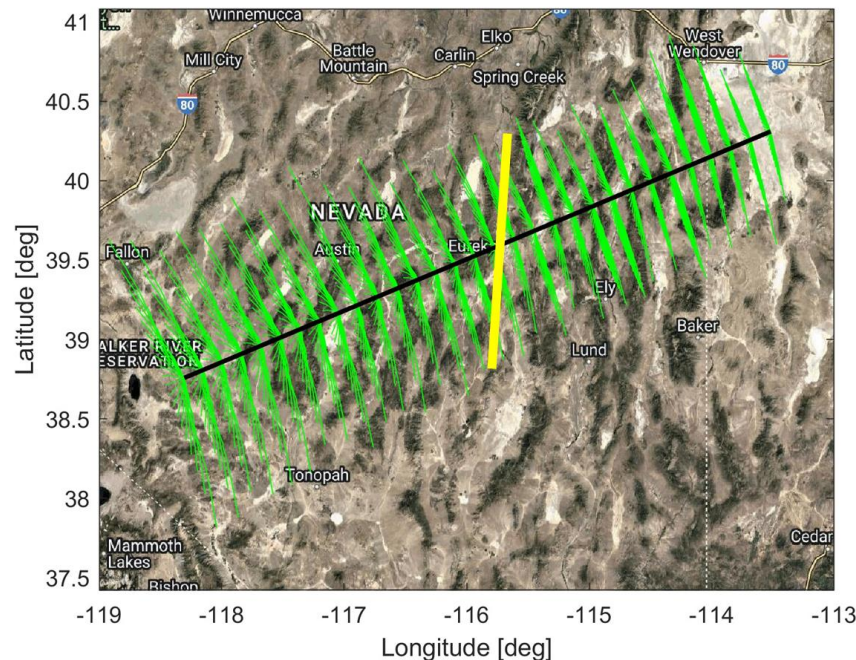 41
40.5
40
39.5
39
38.5
38
37.5
Latitude [deg]
-119
-118
-117
-116
-115
-114
-113
Longitude [deg]
t...
Winnemucca
Mill City
Battle
Mountain
Carlin
Elko
80
Spring Creek
West
Wendover
80
80
NEVADA
Fallon
Austin
Eurek
Ely
ALKER RIVER
ESERVATION
Lund
Baker
Tonopah
Mammoth
Lakes
Bishop
Cedar